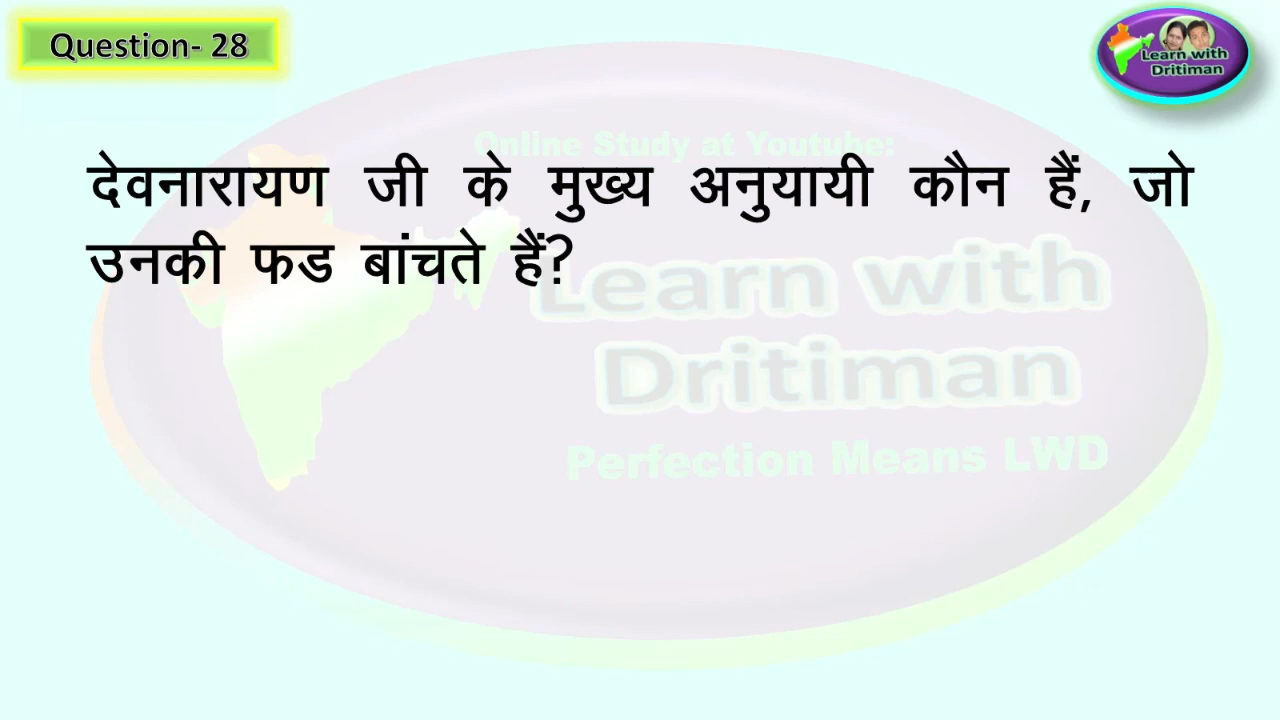 Question- 28
Learn with
Dritiman
Online Study at Youtube:
देवनारायण जी के मुख्य अनुयायी कौन हैं, जो
उनकी फड बांचते हैं?
Learn with
Dritiman
Perfection Means LWD